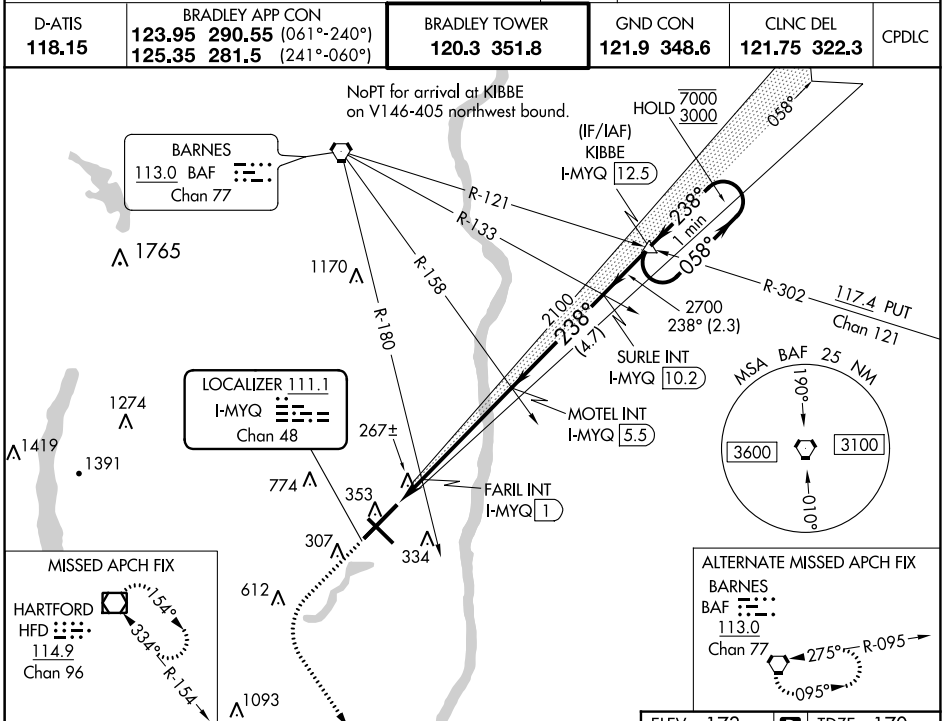 D-ATIS
118.15
BRADLEY APP CON
123.95 290.55 (061°-240°)
125.35 281.5 (241°-060°)
BRADLEY TOWER
120.3 351.8
GND CON
121.9 348.6
CLNC DEL
121.75 322.3
CPDLC
NoPT for arrival at KIBBE
on V146-405 northwest bound.
HOLD 7000
3000
058°
(IF/IAF)
KIBBE
I-MYQ 12.5
BARNES
113.0 BAF
Chan 77
R-121
R-133
R-158
R-180
238°
1 min
058°
1765
1170
2100
238°
(4.7)
2700
238° (2.3)
R-302
117.4 PUT
Chan 121
SURLE INT
I-MYQ 10.2
MSA BAF 25 NM
190°
3600
3100
010°
LOCALIZER 111.1
I-MYQ
Chan 48
MOTEL INT
I-MYQ 5.5
1274
1419
1391
267±
774
353
FARIL INT
I-MYQ 1
307
334
612
1093
MISSED APCH FIX
HARTFORD
HFD
114.9
Chan 96
154°
334°
R-154
ALTERNATE MISSED APCH FIX
BARNES
BAF
113.0
Chan 77
275°
R-095
095°
ELEV 173
D
TDZE 170